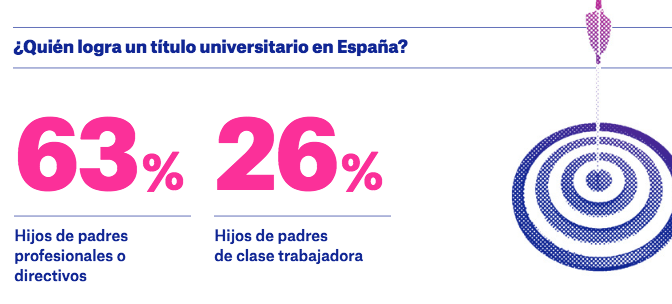 ¿Quién logra un título universitario en España?
63%
26%
Hijos de padres
profesionales o
directivos
Hijos de padres
de clase trabajadora